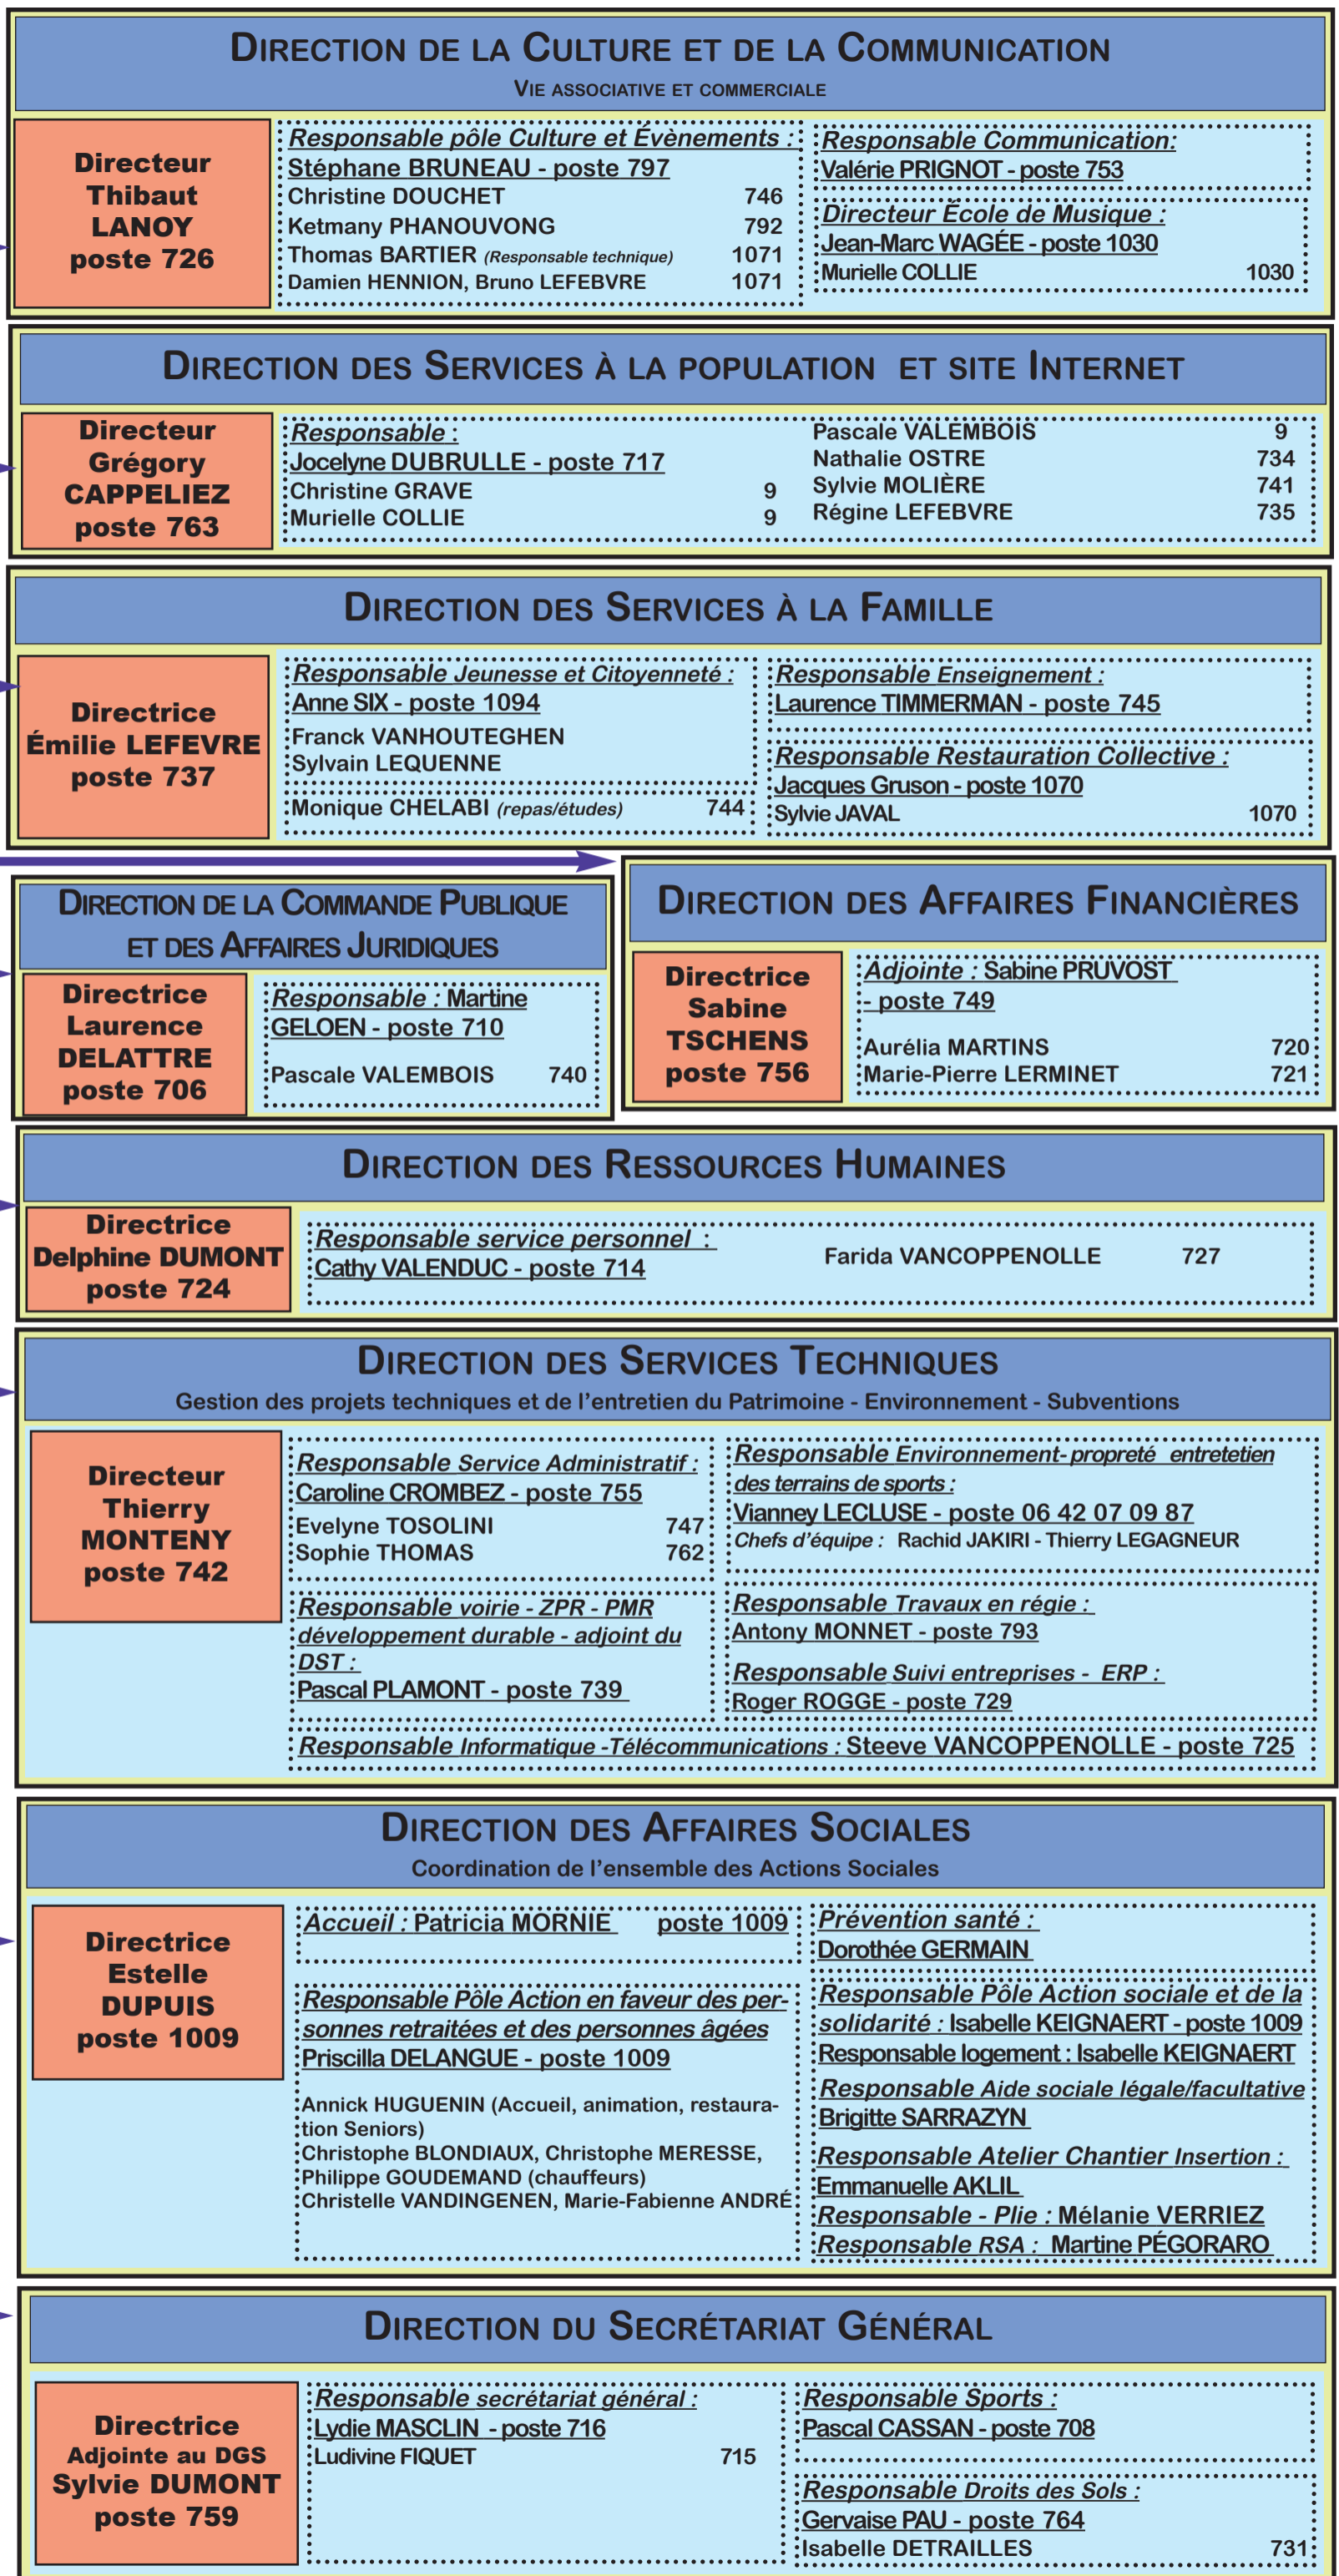 Direction de la Culture et de la Communication
Vie associative et commerciale
Directeur
Thibaut
LANOY
poste 726
Responsable pôle Culture et Évènements :
Stéphane BRUNEAU - poste 797
Christine DOUCHET 746
Ketmany PHANOUVONG 792
Thomas BARTIER (Responsable technique) 1071
Damien HENNION, Bruno LEFEBVRE 1071
Responsable Communication:
Valérie PRIGNOT - poste 753
Directeur École de Musique :
Jean-Marc WAGÉE - poste 1030
Murielle COLLIE 1030
Direction des Services à la population et site Internet
Directeur
Grégory
CAPPELIEZ
poste 763
Responsable :
Jocelyne DUBRULLE - poste 717
Christine GRAVE 9
Murielle COLLIE 9
Pascale VALEMBOIS 9
Nathalie OSTRE 734
Sylvie MOLIÈRE 741
Régine LEFEBVRE 735
Direction des Services à la Famille
Directrice
Émilie LEFEVRE
poste 737
Responsable Jeunesse et Citoyenneté :
Anne SIX - poste 1094
Franck VANHOUTEGHEN
Sylvain LEQUENNE
Monique CHELABI (repas/études) 744
Responsable Enseignement :
Laurence TIMMERMAN - poste 745
Responsable Restauration Collective :
Jacques Gruson - poste 1070
Sylvie JAVAL 1070
Direction de la Commande Publique
et des Affaires Juridiques
Directrice
Laurence
DELATTRE
poste 706
Responsable : Martine
GELOEN - poste 710
Pascale VALEMBOIS 740
Direction des Affaires Financières
Directrice
Sabine
TSCHENS
poste 756
Adjointe : Sabine PRUVOST
- poste 749
Aurélia MARTINS 720
Marie-Pierre LERMINET 721
Direction des Ressources Humaines
Directrice
Delphine DUMONT
poste 724
Responsable service personnel :
Cathy VALENDUC - poste 714
Farida VANCOPPENOLLE 727
Direction des Services Techniques
Gestion des projets techniques et de l'entretien du Patrimoine - Environnement - Subventions
Directeur
Thierry
MONTENY
poste 742
Responsable Service Administratif :
Caroline CROMBEZ - poste 755
Evelyne TOSOLINI 747
Sophie THOMAS 762
Responsable voirie - ZPR - PMR
développement durable - adjoint du
DST :
Pascal PLAMONT - poste 739
Responsable Environnement- propreté entretetien
des terrains de sports :
Vianney LECLUSE - poste 06 42 07 09 87
Chefs d'équipe : Rachid JAKIRI - Thierry LEGAGNEUR
Responsable Travaux en régie :
Antony MONNET - poste 793
Responsable Suivi entreprises - ERP :
Roger ROGGE - poste 729
Responsable Informatique -Télécommunications : Steeve VANCOPPENOLLE - poste 725
Direction des Affaires Sociales
Coordination de l'ensemble des Actions Sociales
Directrice
Estelle
DUPUIS
poste 1009
Accueil : Patricia MORNIE poste 1009
Responsable Pôle Action en faveur des per-
sonnes retraitées et des personnes âgées
Priscilla DELANGUE - poste 1009
Annick HUGUENIN (Accueil, animation, restaura-
tion Seniors)
Christophe BLONDIAUX, Christophe MERESSE,
Philippe GOUDEMAND (chauffeurs)
Christelle VANDINGENEN, Marie-Fabienne ANDRÉ
Prévention santé :
Dorothée GERMAIN
Responsable Pôle Action sociale et de la
solidarité : Isabelle KEIGNAERT - poste 1009
Responsable logement : Isabelle KEIGNAERT
Responsable Aide sociale légale/facultative
Brigitte SARRAZYN
Responsable Atelier Chantier Insertion :
Emmanuelle AKLIL
Responsable - Plie : Mélanie VERRIEZ
Responsable RSA : Martine PÉGORARO
Direction du Secrétariat Général
Directrice
Adjointe au DGS
Sylvie DUMONT
poste 759
Responsable secrétariat général :
Lydie MASCLIN - poste 716
Ludivine FIQUET 715
Responsable Sports :
Pascal CASSAN - poste 708
Responsable Droits des Sols :
Gervaise PAU - poste 764
Isabelle DETRAILLES 731